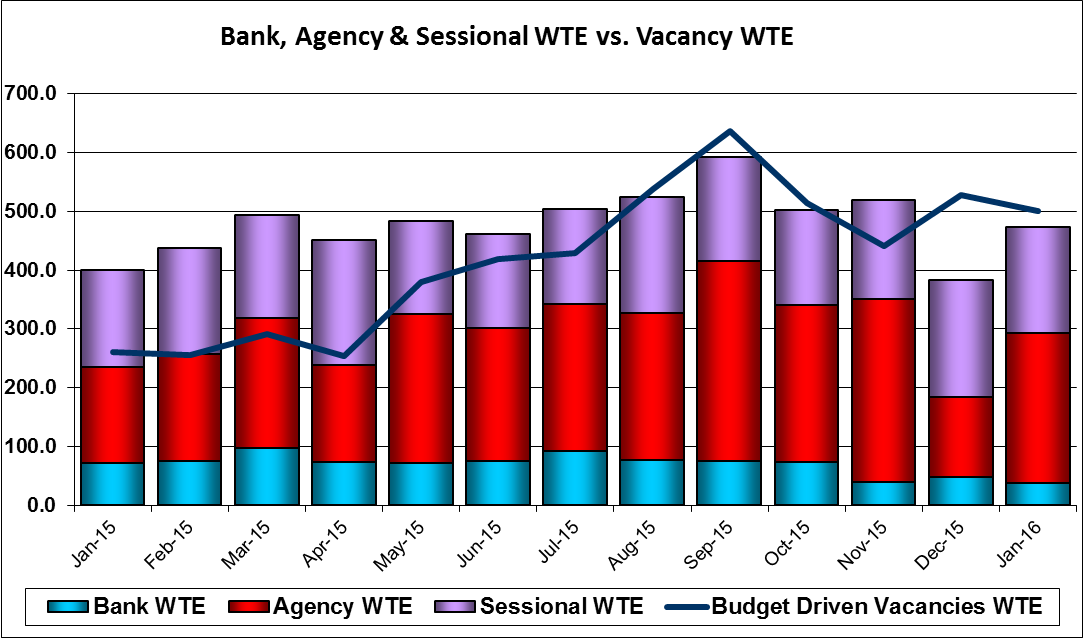 Bank, Agency & Sessional WTE vs. Vacancy WTE
700.0
600.0
500.0
400.0
300.0
200.0
100.0
0.0
Jan-15
Feb-15
Mar-15
Apr-15
May-15
Jun-15
Jul-15
Aug-15
Sep-15
Oct-15
Nov-15
Dec-15
Jan-16
Bank WTE Agency WTE Sessional WTE Budget Driven Vacancies WTE